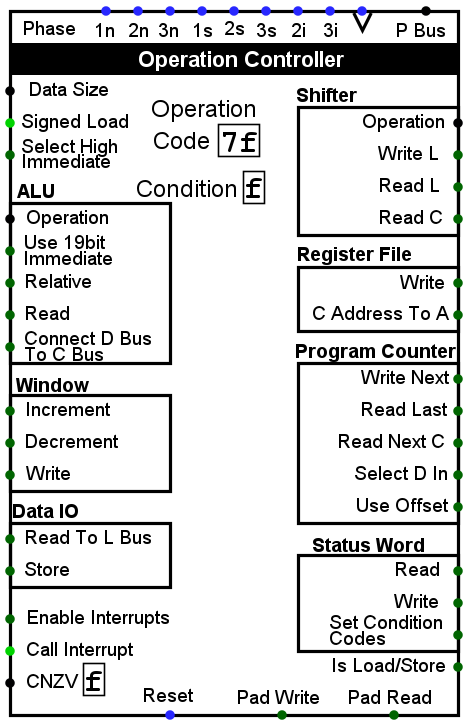 Phase 1n 2n 3n 1s 2s 3s 2i 3i P Bus
Operation Controller
Data Size
Signed Load
Select High
Immediate
Operation
Code 7f
Condition f
ALU
Operation
Use 19bit
Immediate
Relative
Read
Connect D Bus
To C Bus
Window
Increment
Decrement
Write
Data IO
Read To L Bus
Store
Enable Interrupts
Call Interrupt
CNZV f
Shifter
Operation
Write L
Read L
Read C
Register File
Write
C Address To A
Program Counter
Write Next
Read Last
Read Next C
Select D In
Use Offset
Status Word
Read
Write
Set Condition
Codes
Is Load/Store
Reset Pad Write Pad Read